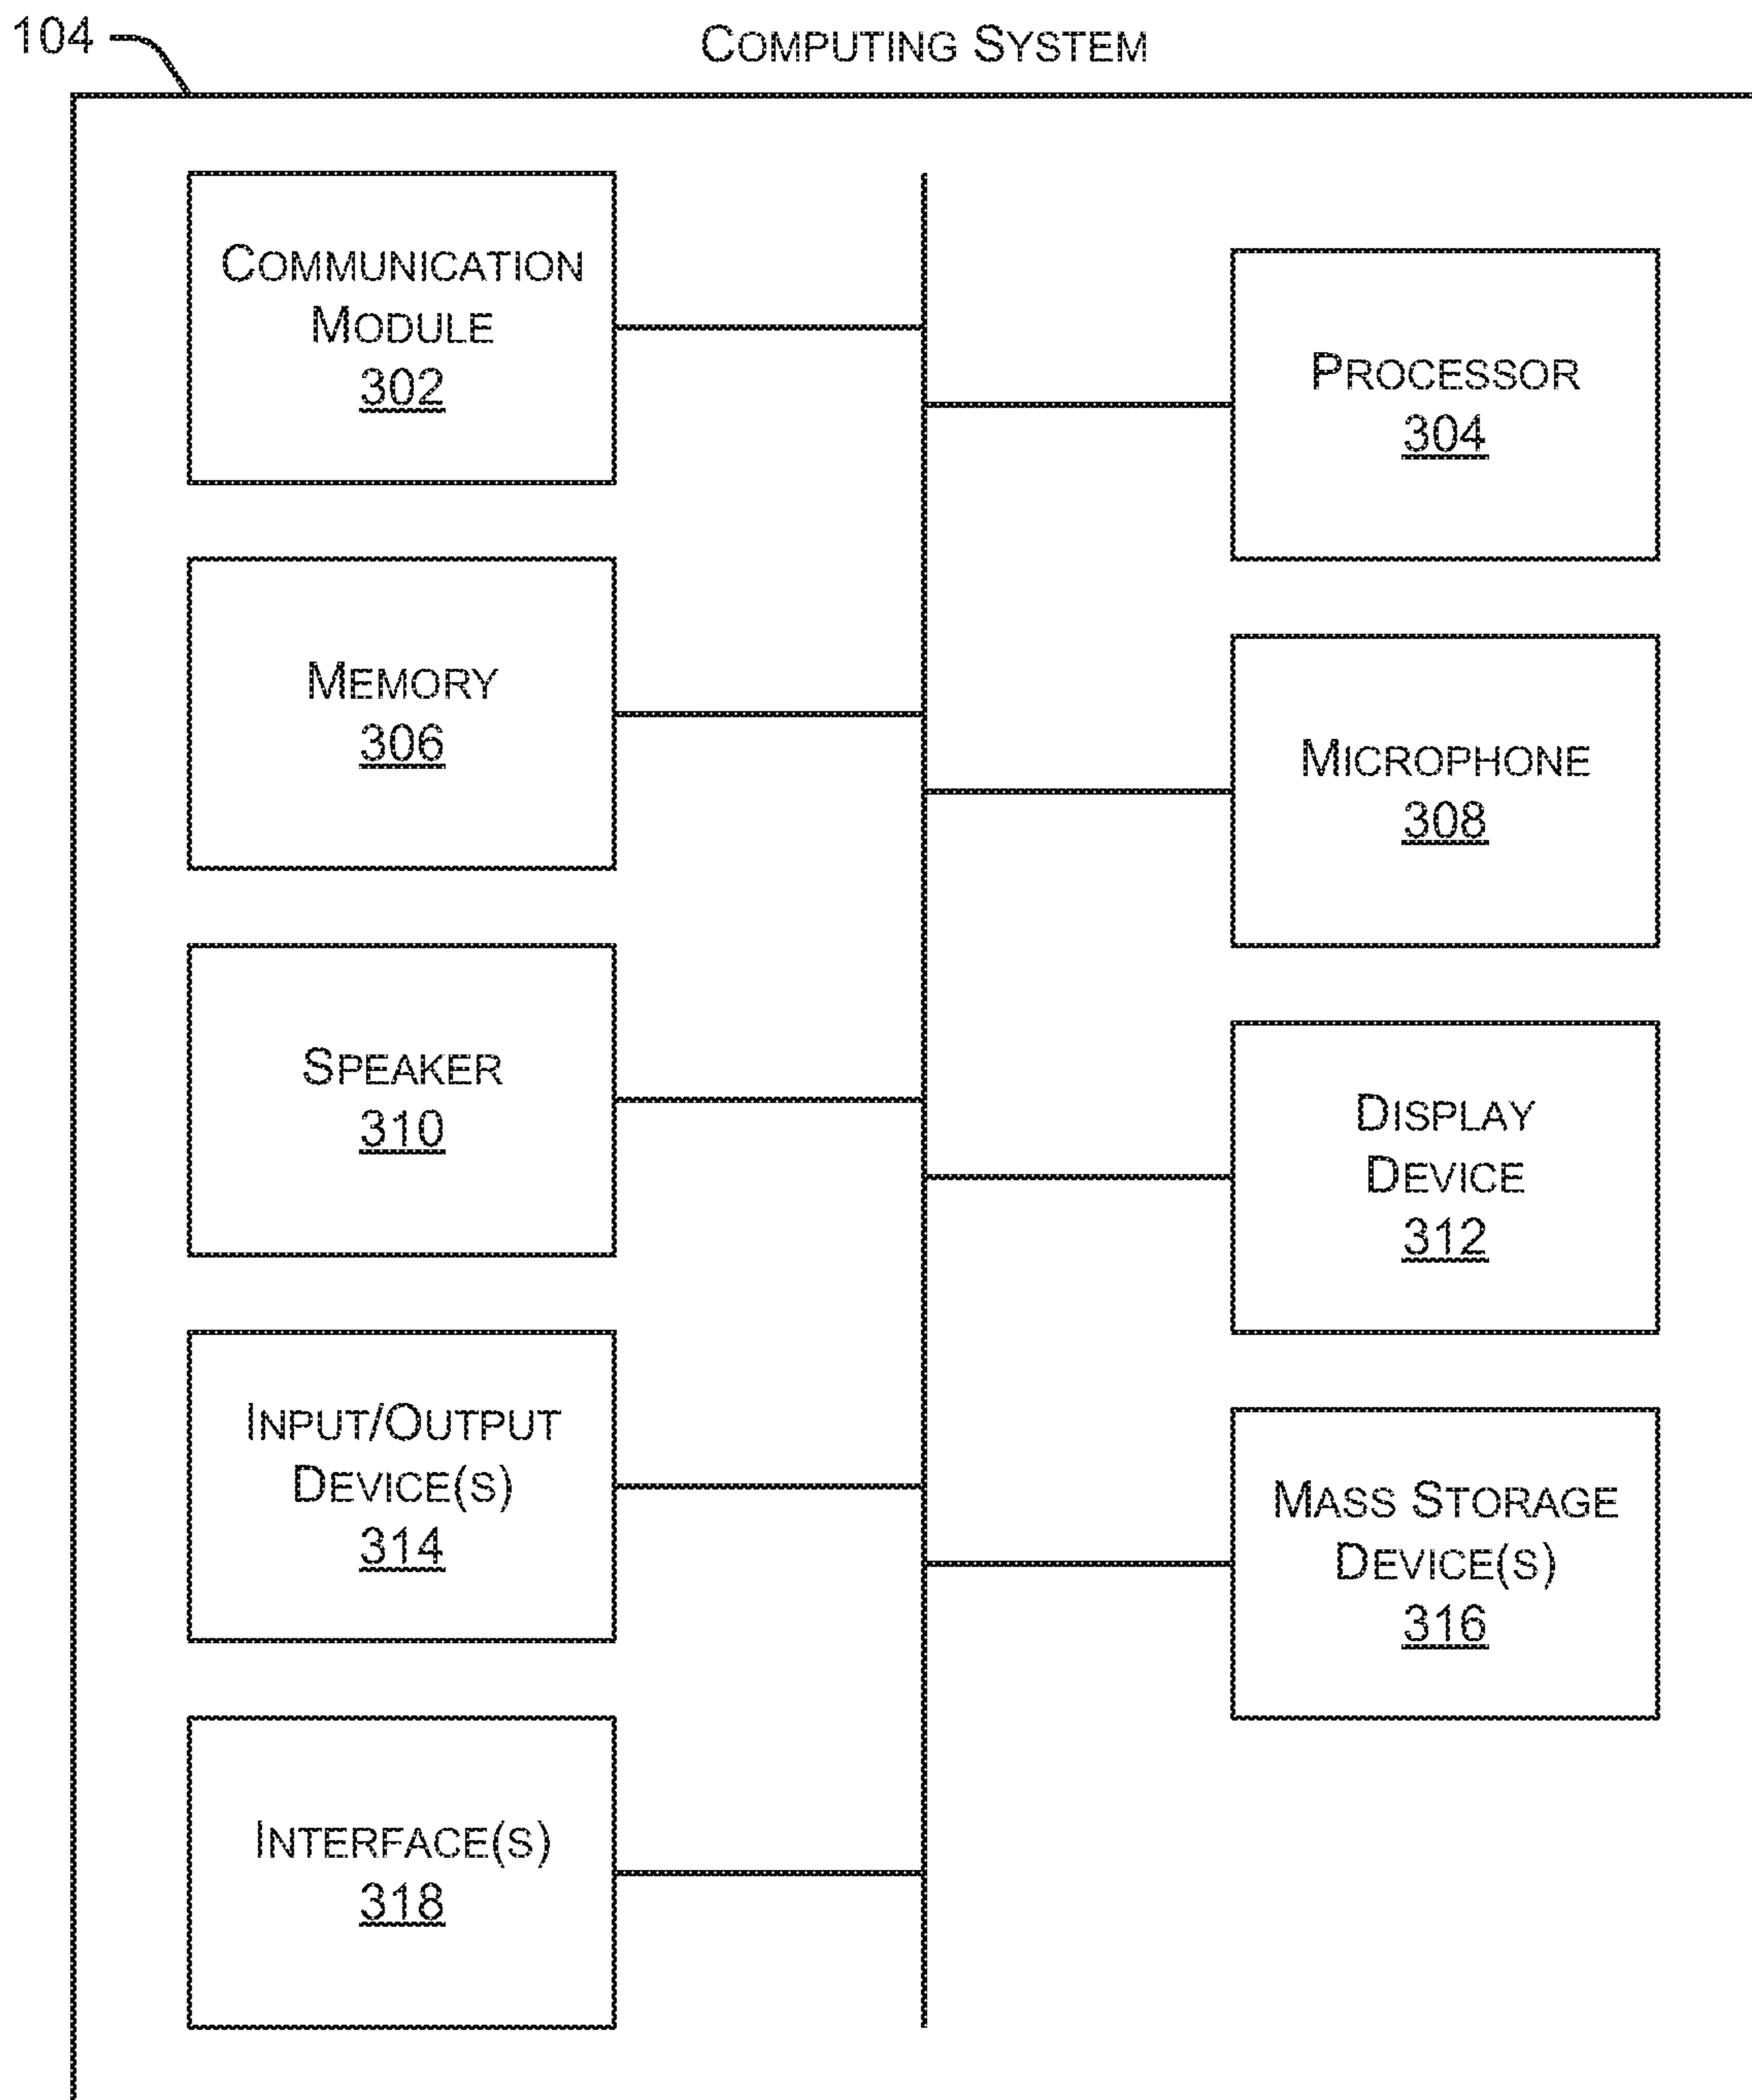 104
COMPUTING SYSTEM
COMMUNICATION
MODULE
302
PROCESSOR
304
MEMORY
306
MICROPHONE
308
SPEAKER
310
DISPLAY
DEVICE
312
INPUT/OUTPUT
DEVICE(S)
314
MASS STORAGE
DEVICE(S)
316
INTERFACE(S)
318